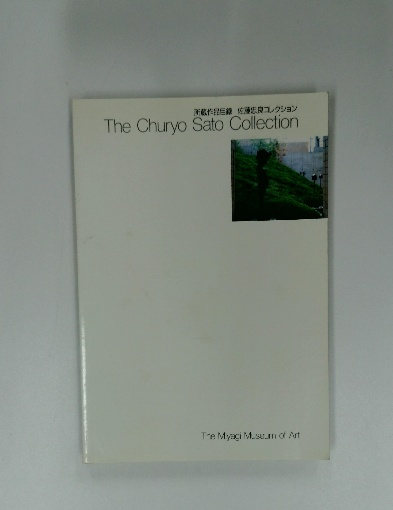 所蔵作品目録 佐藤忠良コレクション
The Churyo Sato Collection
The Miyagi Museum of Art